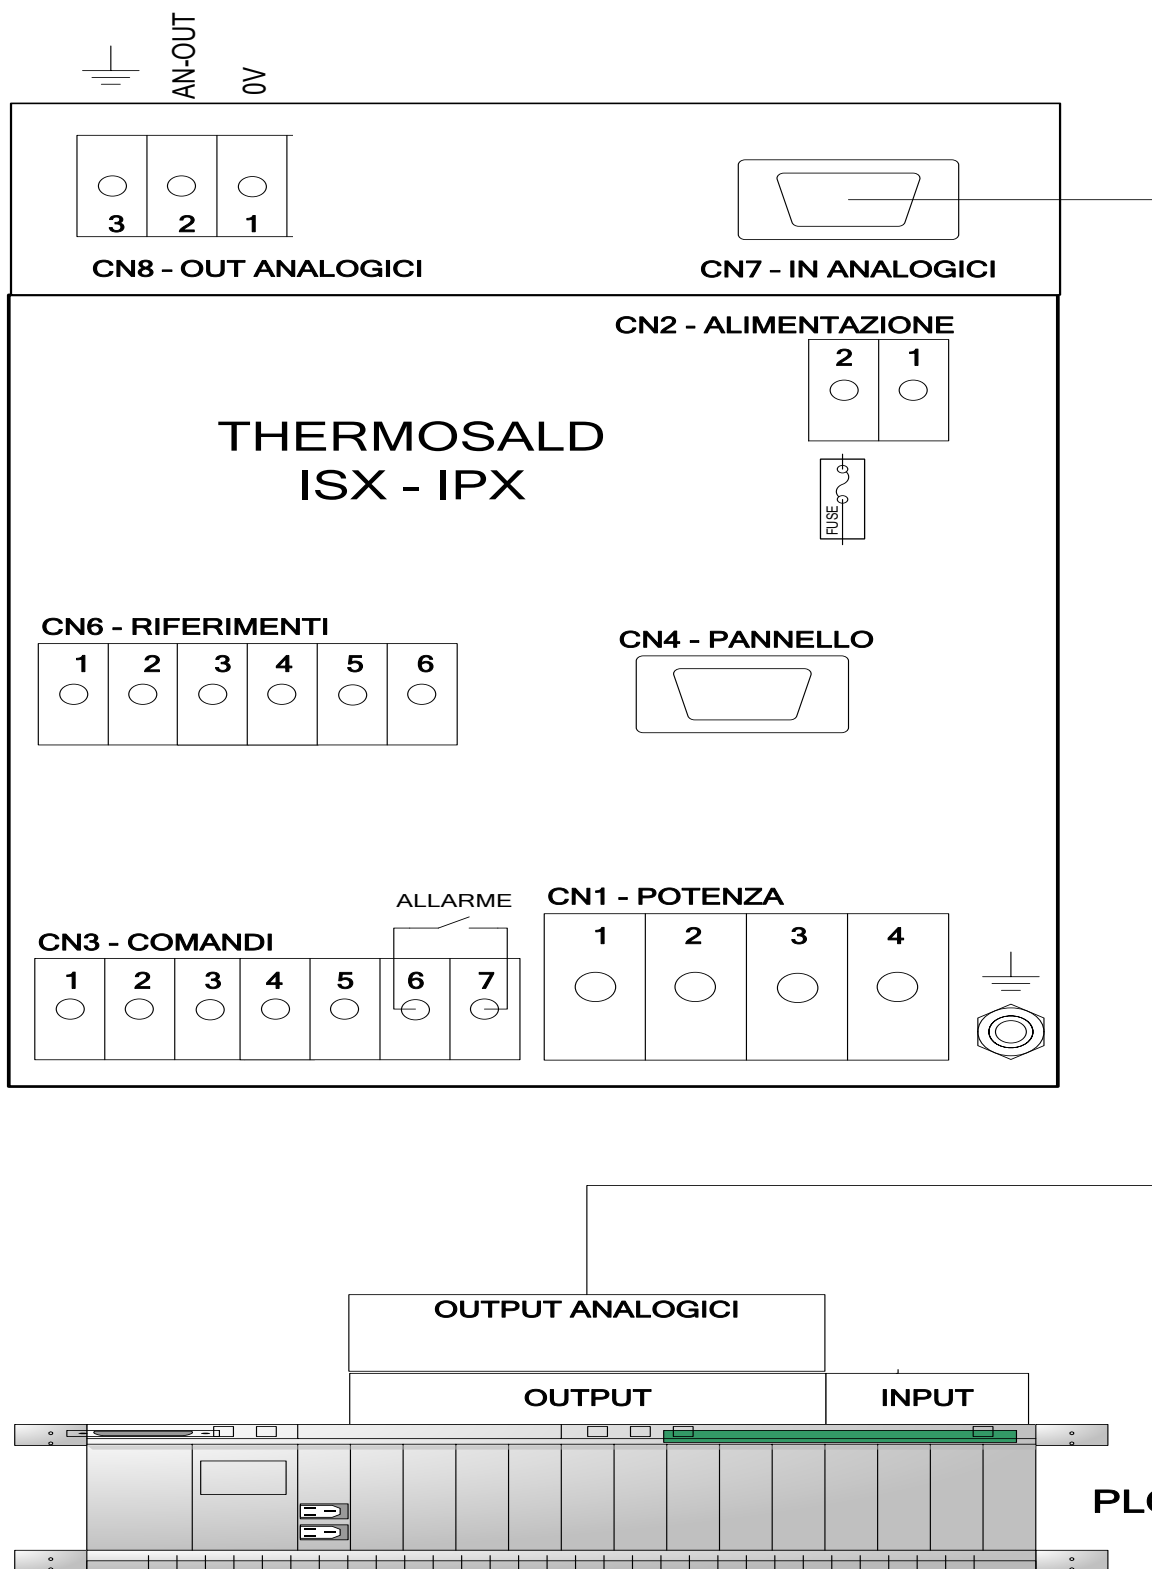 AN-OUT
0V
3 2 1
CN8 - OUT ANALOGICI
CN7 - IN ANALOGICI
CN2 - ALIMENTAZIONE
2 1
THERMOSALD
ISX - IPX
FUSE
CN6 - RIFERIMENTI
1 2 3 4 5 6
CN4 - PANNELLO
ALLARME
CN1 - POTENZA
1 2 3 4
CN3 - COMANDI
1 2 3 4 5 6 7
OUTPUT ANALOGICI
OUTPUT
INPUT